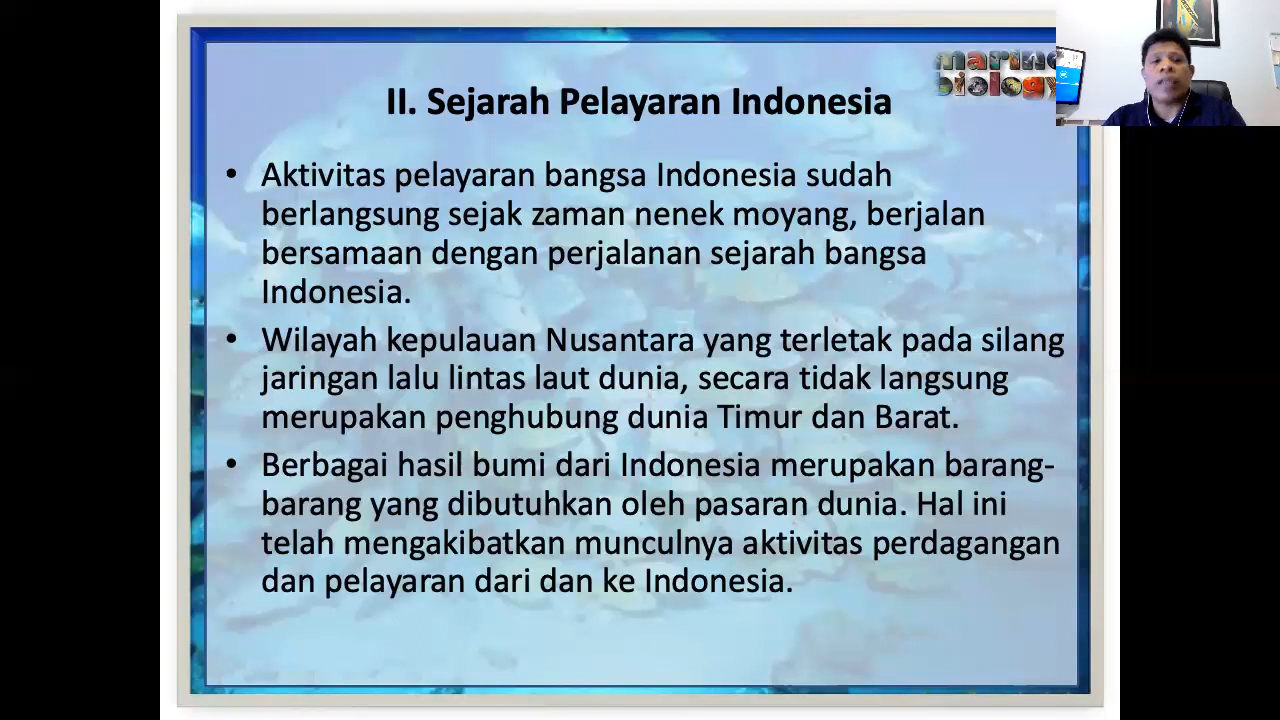 marine
biology
II. Sejarah Pelayaran Indonesia
• Aktivitas pelayaran bangsa Indonesia sudah
berlangsung sejak zaman nenek moyang, berjalan
bersamaan dengan perjalanan sejarah bangsa
Indonesia.
• Wilayah kepulauan Nusantara yang terletak pada silang
jaringan lalu lintas laut dunia, secara tidak langsung
merupakan penghubung dunia Timur dan Barat.
• Berbagai hasil bumi dari Indonesia merupakan barang-
barang yang dibutuhkan oleh pasaran dunia. Hal ini
telah mengakibatkan munculnya aktivitas perdagangan
dan pelayaran dari dan ke Indonesia.